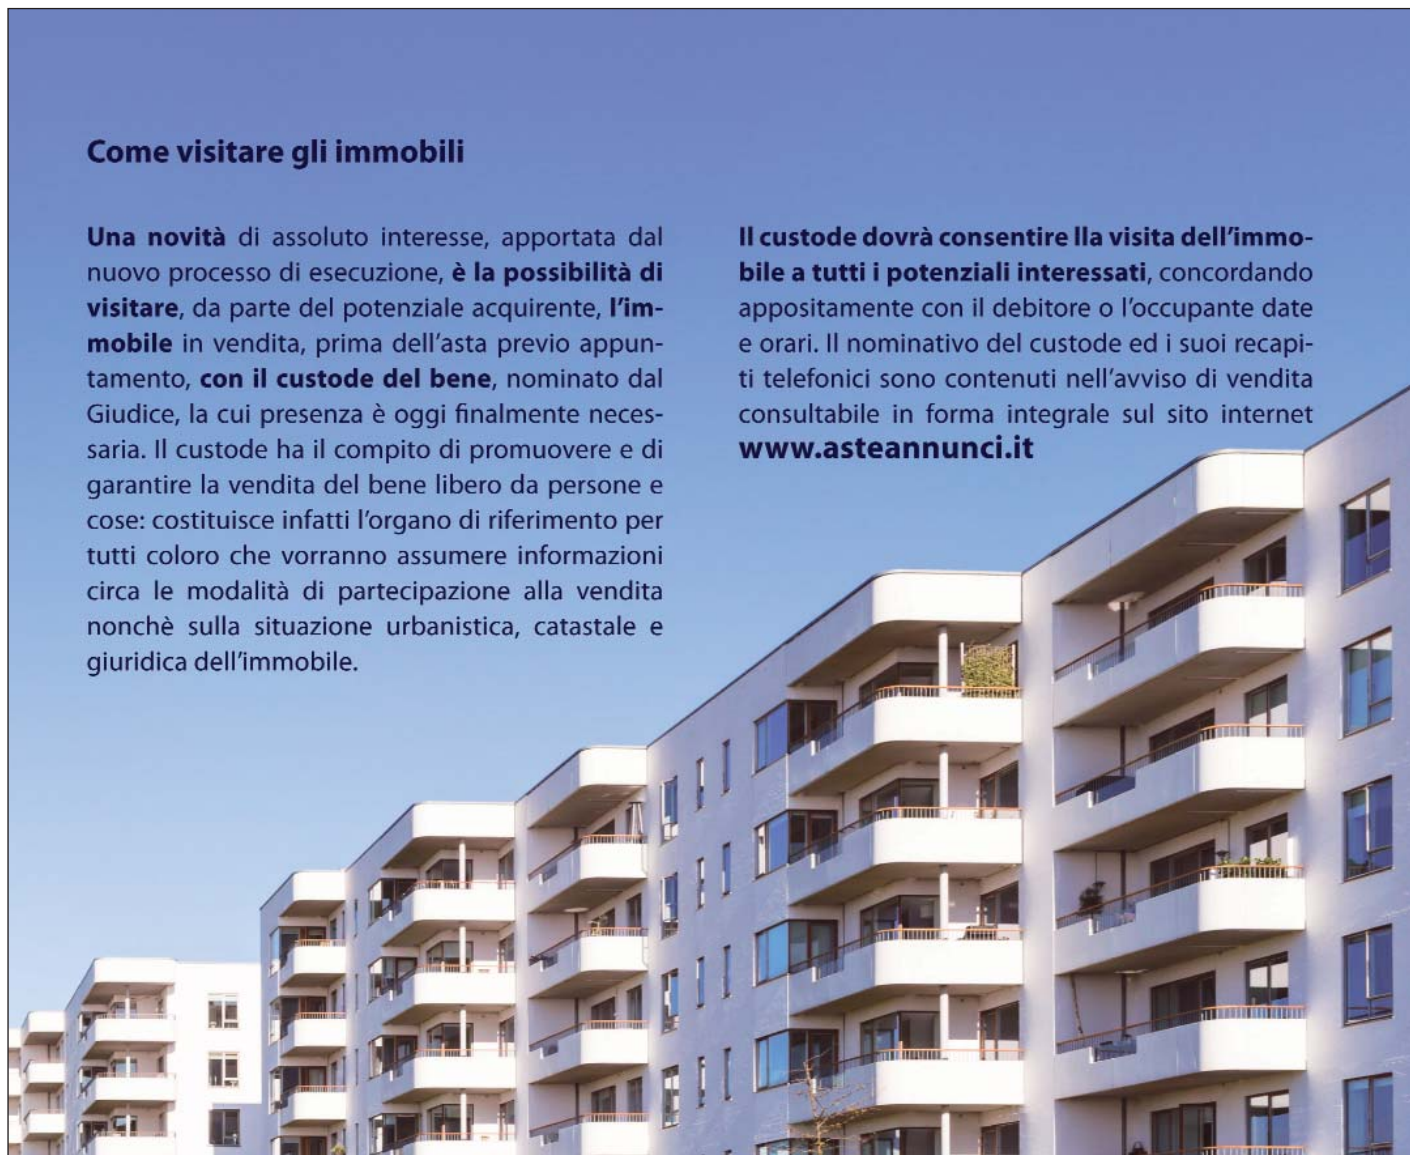 Come visitare gli immobili
Una novità di assoluto interesse, apportata dal
nuovo processo di esecuzione, è la possibilità di
visitare, da parte del potenziale acquirente, l’im-
mobile in vendita, prima dell’asta previo appun-
tamento, con il custode del bene, nominato dal
Giudice, la cui presenza è oggi finalmente neces-
saria. Il custode ha il compito di promuovere e di
garantire la vendita del bene libero da persone e
cose: costituisce infatti l’organo di riferimento per
tutti coloro che vorranno assumere informazioni
circa le modalità di partecipazione alla vendita
nonchè sulla situazione urbanistica, catastale e
giuridica dell’immobile.
Il custode dovrà consentire lla visita dell’immo-
bile a tutti i potenziali interessati, concordando
appositamente con il debitore o l’occupante date
e orari. Il nominativo del custode ed i suoi recapi-
ti telefonici sono contenuti nell’avviso di vendita
consultabile in forma integrale sul sito internet
www.asteannunci.it